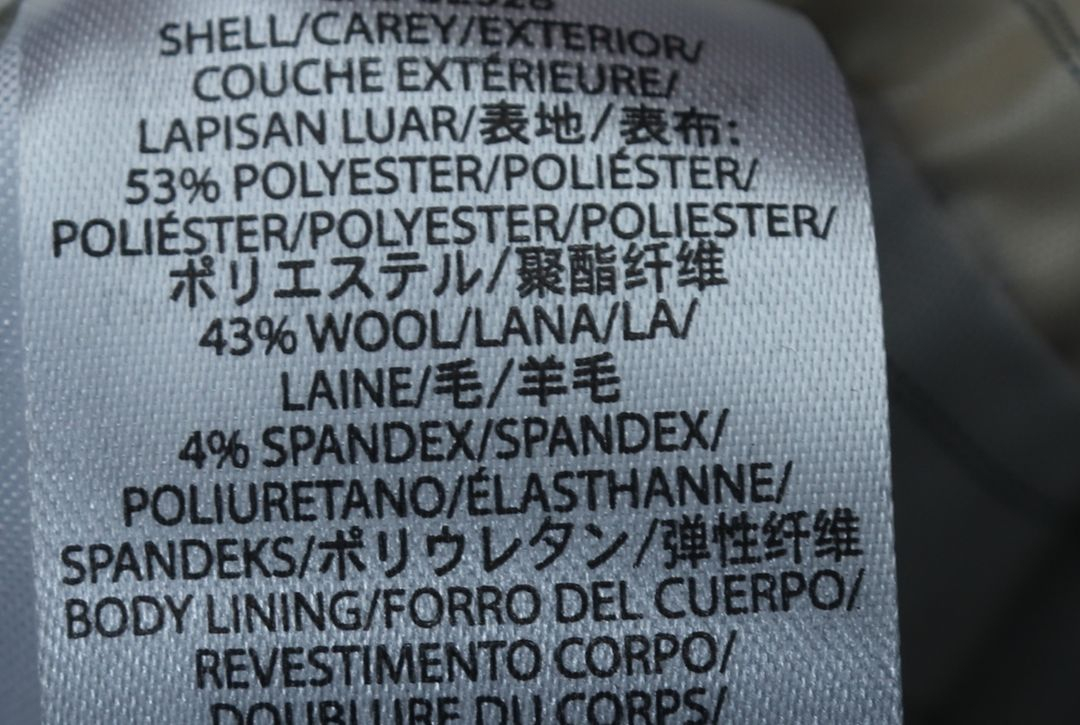 SHELL/CAREY/EXTERIOR/
COUCHE EXTÉRIEURE/
LAPISAN LUAR/表地/表布:
53% POLYESTER/POLIÉSTER/
POLIÉSTER/POLYESTER/POLIESTER/
ポリエステル/聚酯纤维
43% WOOL/LANA/LA/
LAINE/毛/羊毛
4% SPANDEX/SPANDEX/
POLIURETANO/ÉLASTHANNE/
SPANDEKS/ポリウレタン/弹性纤维
BODY LINING/FORRO DEL CUERPO/
REVESTIMENTO CORPO/
DOUBLURE DU CORPS/